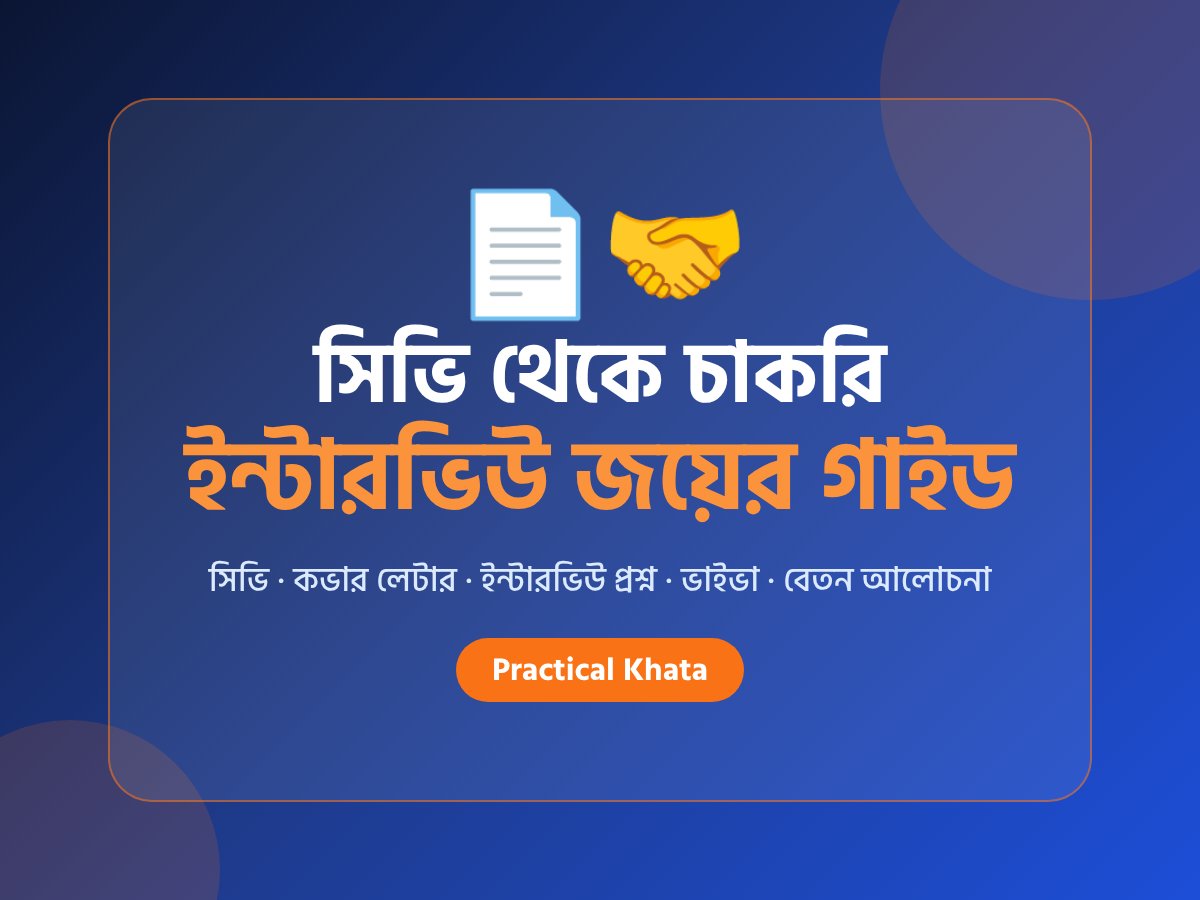 সিভি থেকে চাকরি
ইন্টারভিউ জয়ের গাইড
সিভি · কভার লেটার · ইন্টারভিউ প্রশ্ন · ভাইভা · বেতন আলোচনা
Practical Khata